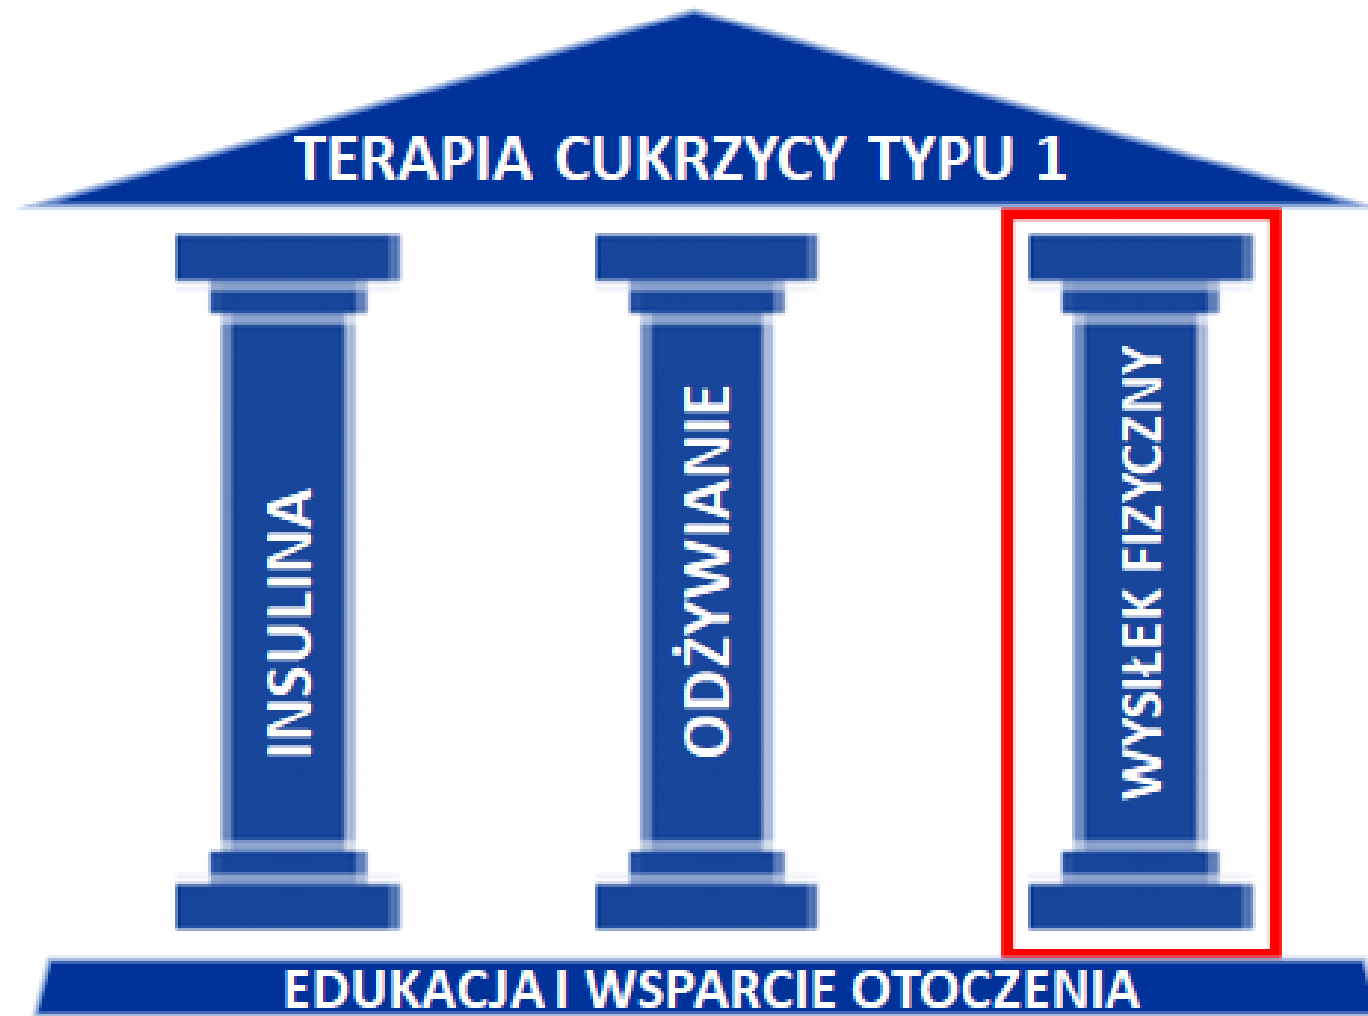 TERAPIA CUKRZYCY TYPU 1
INSULINA
ODŻYWIANIE
WYSIŁEK FIZYCZNY
EDUKACJA I WSPARCIE OTOCZENIA